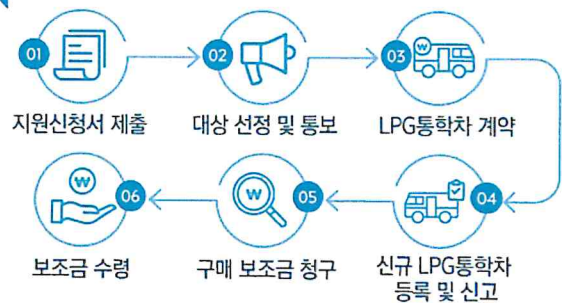 01
지원신청서 제출
02
대상 선정 및 통보
03
₩
LPG통학차 계약
04
신규 LPG통학차
등록 및 신고
05
₩
구매 보조금 청구
06
₩
보조금 수령